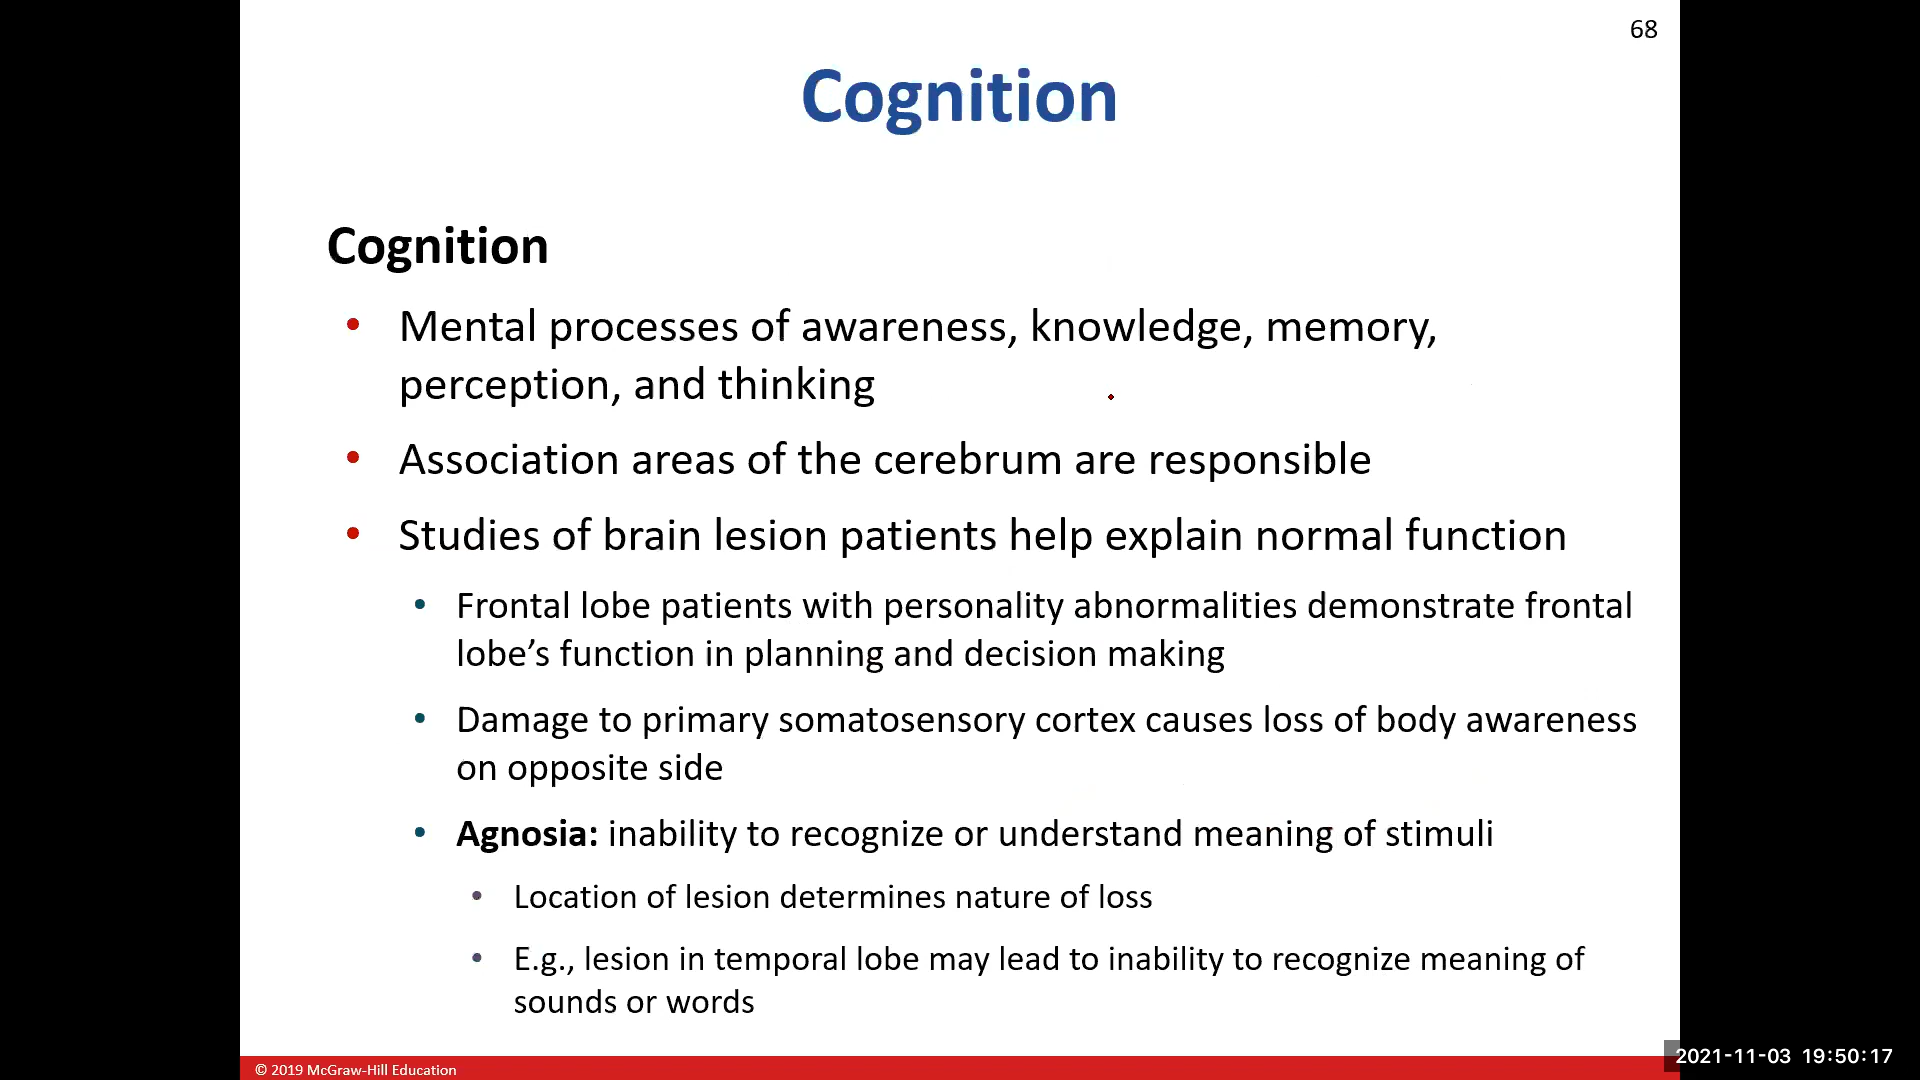 68
Cognition
Cognition
• Mental processes of awareness, knowledge, memory,
perception, and thinking
• Association areas of the cerebrum are responsible
• Studies of brain lesion patients help explain normal function
• Frontal lobe patients with personality abnormalities demonstrate frontal
lobe’s function in planning and decision making
• Damage to primary somatosensory cortex causes loss of body awareness
on opposite side
• Agnosia: inability to recognize or understand meaning of stimuli
• Location of lesion determines nature of loss
• E.g., lesion in temporal lobe may lead to inability to recognize meaning of
sounds or words
© 2019 McGraw-Hill Education
2021-11-03 19:50:17